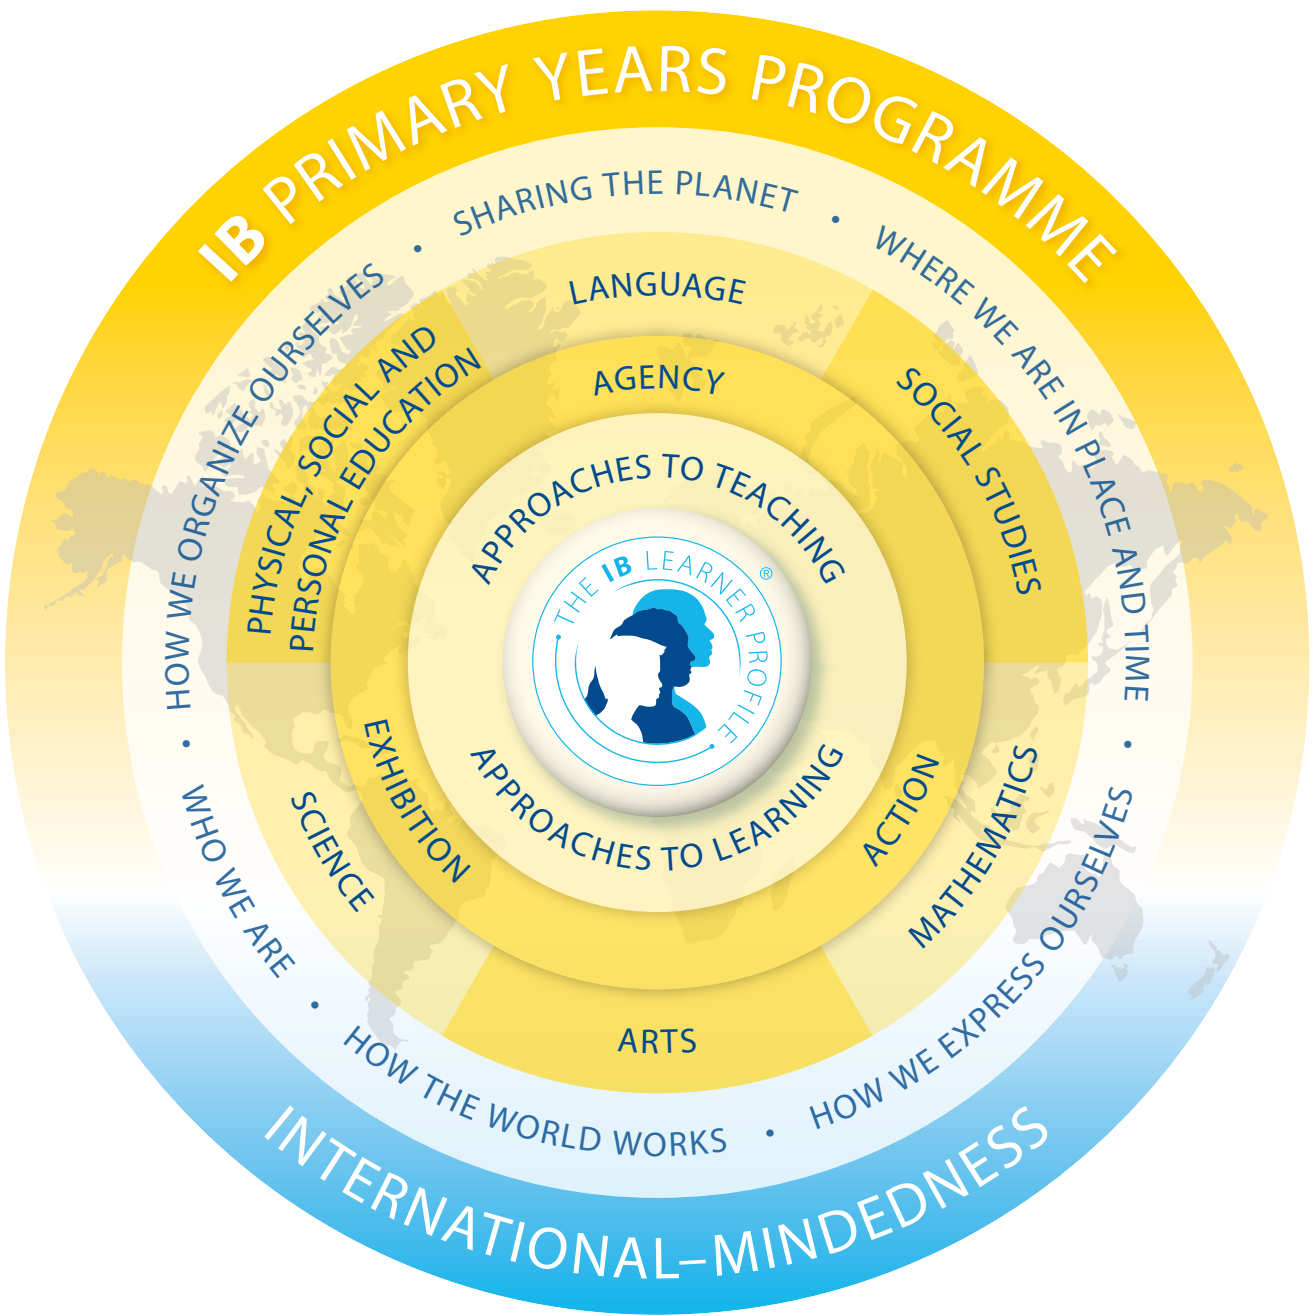 IB PRIMARY YEARS PROGRAMME
SHARING THE PLANET
•
WHERE WE ARE IN PLACE AND TIME
•
HOW WE EXPRESS OURSELVES
•
HOW THE WORLD WORKS
•
WHO WE ARE
•
HOW WE ORGANIZE OURSELVES
•
LANGUAGE
SOCIAL STUDIES
MATHEMATICS
ARTS
SCIENCE
PHYSICAL, SOCIAL AND
PERSONAL EDUCATION
AGENCY
ACTION
EXHIBITION
APPROACHES TO TEACHING
THE IB LEARNER PROFILE
®
APPROACHES TO LEARNING
INTERNATIONAL–MINDEDNESS